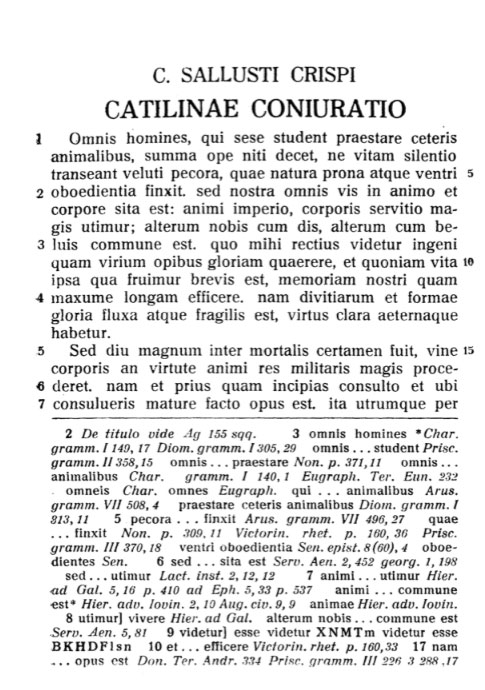 C. SALLUSTI CRISPI
CATILINAE CONIURATIO
1 Omnis homines, qui sese student praestare ceteris
animalibus, summa ope niti decet, ne vitam silentio
transeant veluti pecora, quae natura prona atque ventri 5
2 oboedientia finxit. sed nostra omnis vis in animo et
corpore sita est: animi imperio, corporis servitio ma-
gis utimur; alterum nobis cum dis, alterum cum be-
3 luis commune est. quo mihi rectius videtur ingeni
quam virium opibus gloriam quaerere, et quoniam vita 10
ipsa qua fruimur brevis est, memoriam nostri quam
4 maxume longam efficere. nam divitiarum et formae
gloria fluxa atque fragilis est, virtus clara aeternaque
habetur.
5 Sed diu magnum inter mortalis certamen fuit, vine 15
corporis an virtute animi res militaris magis proce-
6 deret. nam et prius quam incipias consulto et ubi
7 consulueris mature facto opus est. ita utrumque per
2 De titulo vide Ag 155 sqq. 3 omnis homines *Char.
gramm. I 149, 17 Diom. gramm. I 305, 29 omnis . . . student Prisc.
gramm. II 358, 15 omnis . . . praestare Non. p. 371, 11 omnis . . .
animalibus Char. gramm. I 140, 1 Eugraph. Ter. Eun. 232
omneis Char. omnes Eugraph. qui . . . animalibus Arus.
gramm. VII 508, 4 praestare ceteris animalibus Diom. gramm. I
313, 11 5 pecora . . . finxit Arus. gramm. VII 496, 27 quae
. . . finxit Non. p. 309, 11 Victorin. rhet. p. 160, 36 Prisc.
gramm. III 370, 18 ventri oboedientia Sen. epist. 8 (60), 4 oboe-
dientes Sen. 6 sed . . . sita est Serv. Aen. 2, 452 georg. 1, 198
sed . . . utimur Lact. inst. 2, 12, 12 7 animi . . . utimur Hier.
ad Gal. 5, 16 p. 410 ad Eph. 5, 33 p. 537 animi . . . commune
est* Hier. adv. Iovin. 2, 10 Aug. civ. 9, 9 animae Hier. adv. Iovin.
8 utimur] vivere Hier. ad Gal. alterum nobis . . . commune est
Serv. Aen. 5, 81 9 videtur] esse videtur XNMTm videtur esse
BKHDFlsn 10 et . . . efficere Victorin. rhet. p. 160, 33 17 nam
. . . opus est Don. Ter. Andr. 334 Prisc. gramm. III 226 3 288, 17